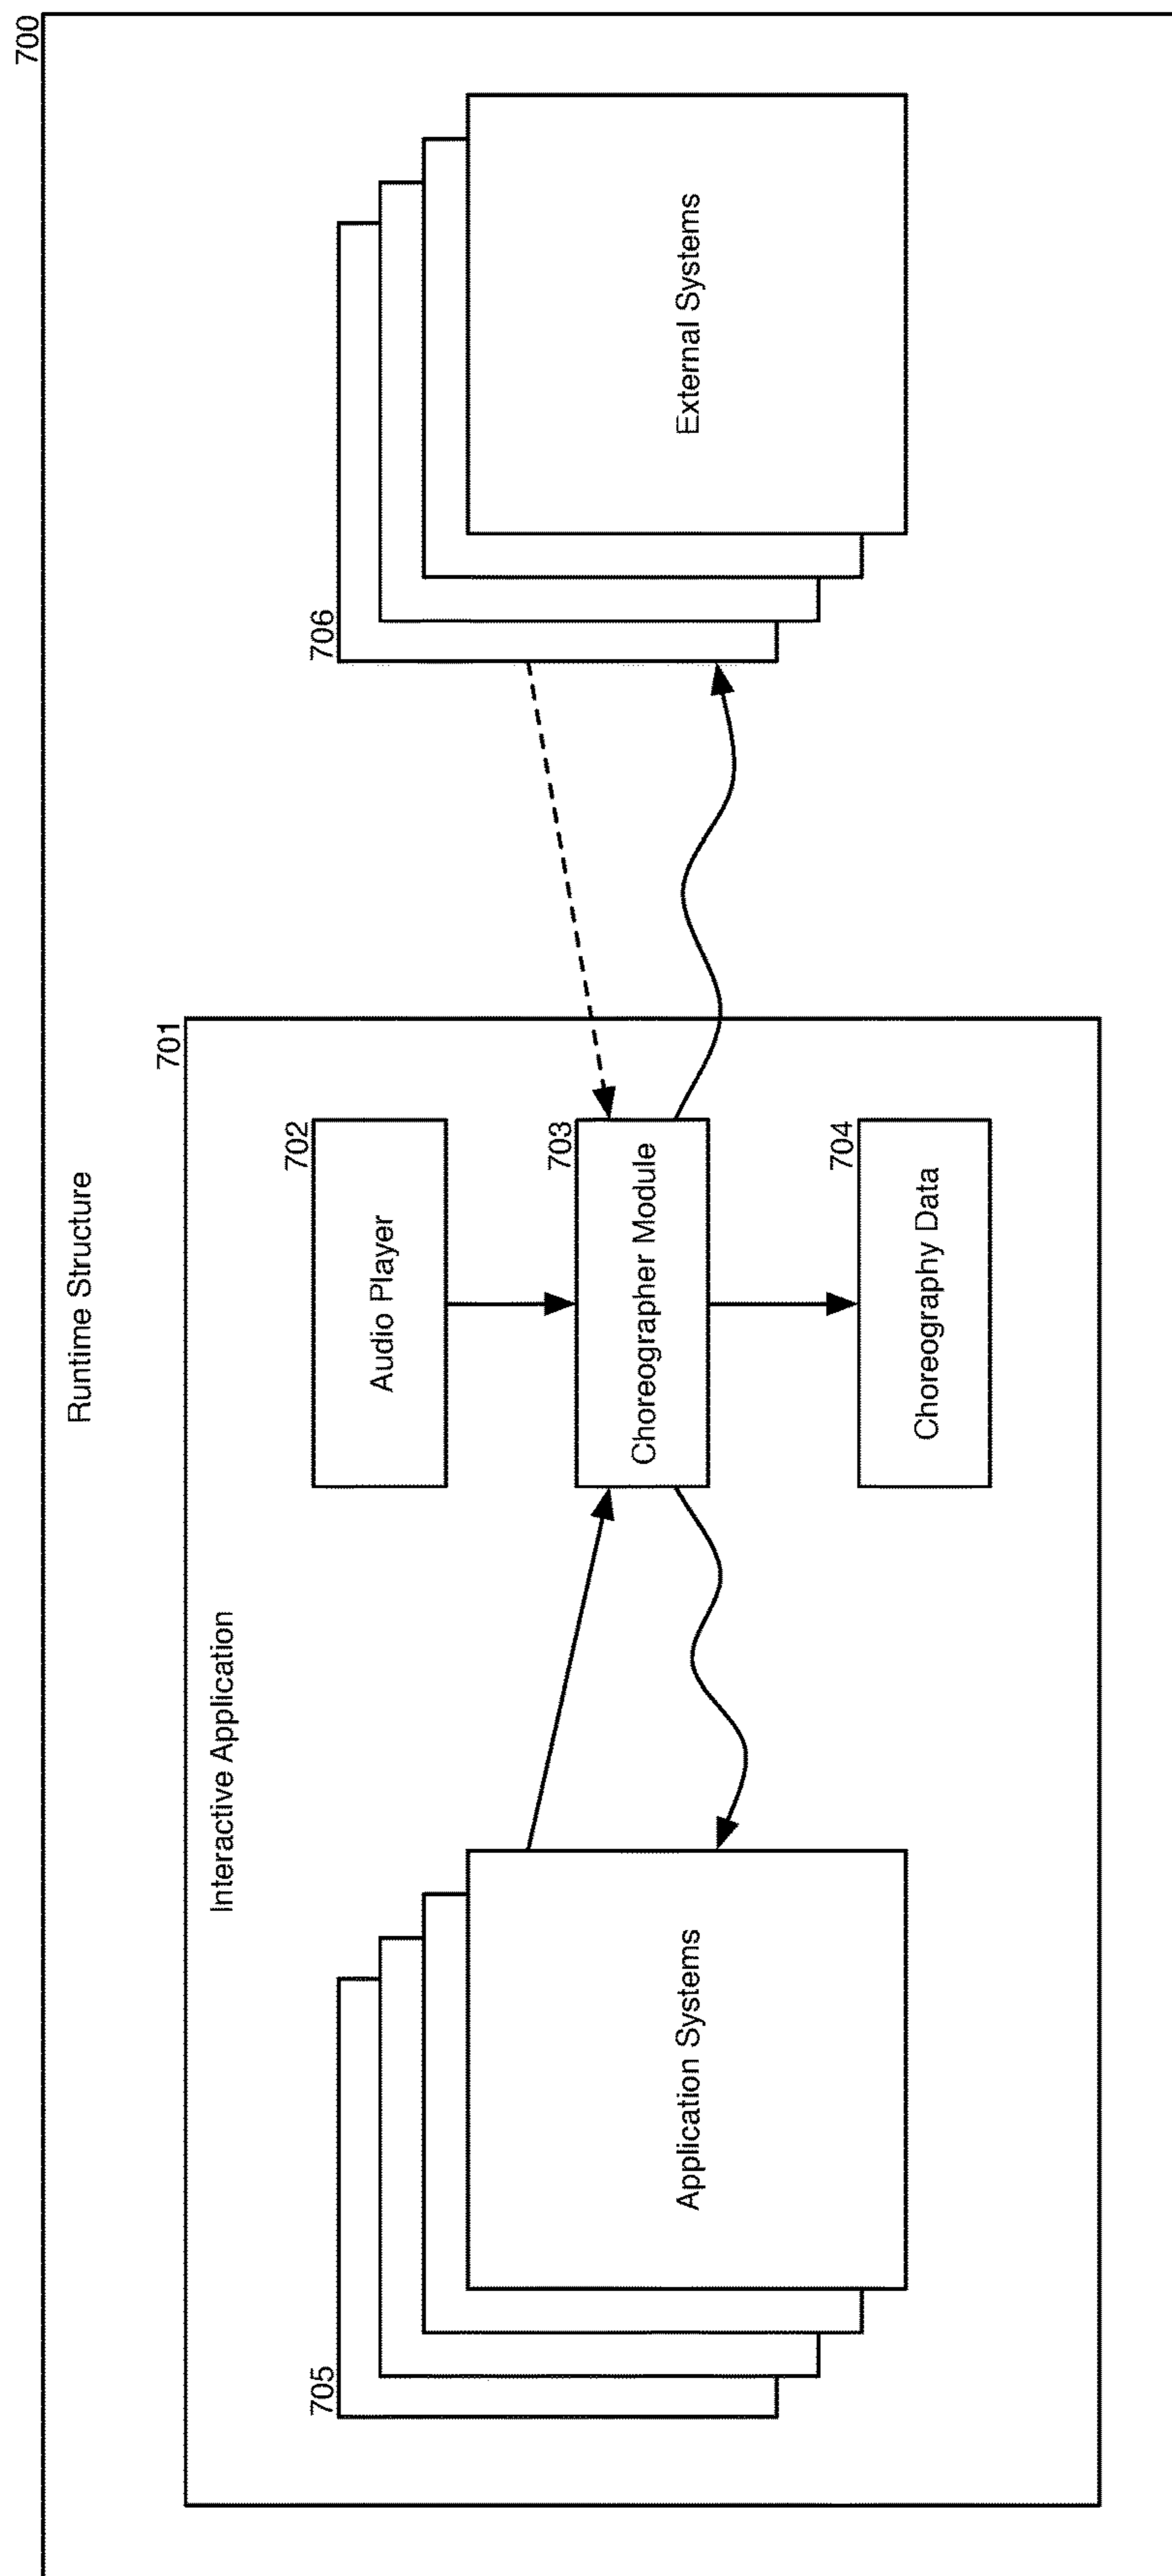 700
Runtime Structure
701
Interactive Application
702
Audio Player
703
Choreographer Module
704
Choreography Data
705
Application Systems
706
External Systems